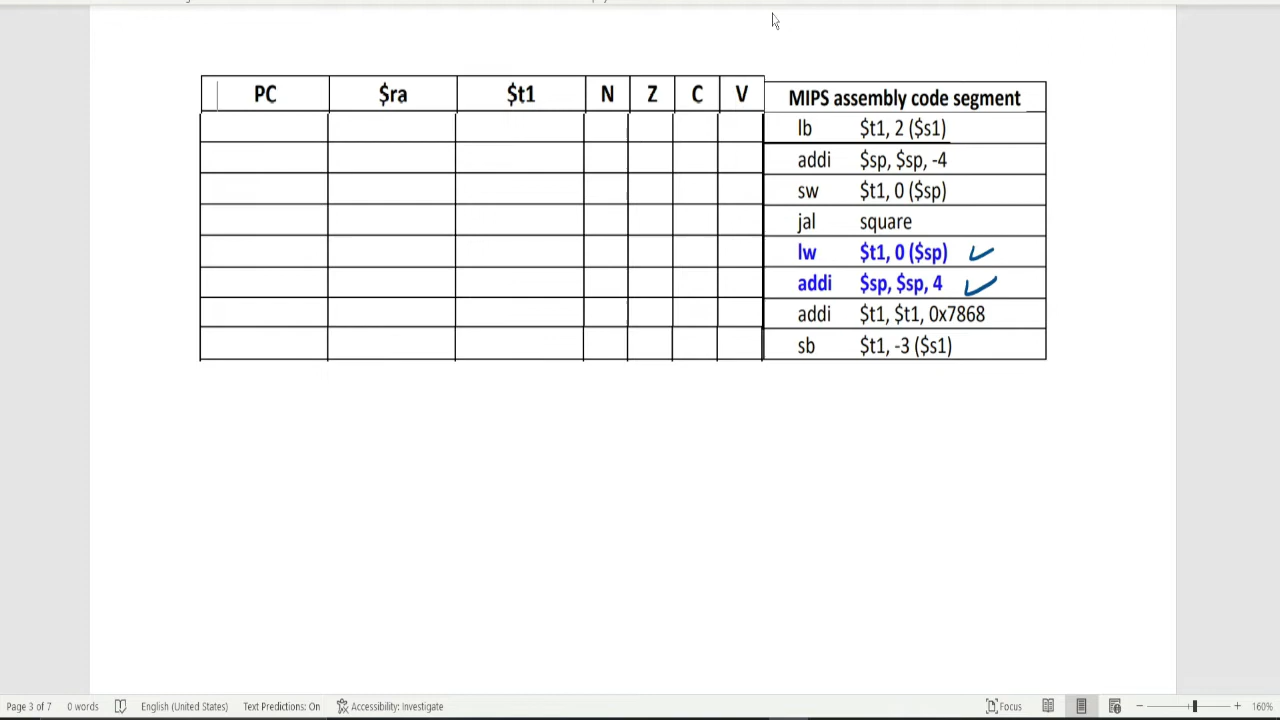 PC $ra $t1 N Z C V MIPS assembly code segment
lb $t1, 2 ($s1)
addi $sp, $sp, -4
sw $t1, 0 ($sp)
jal square
lw $t1, 0 ($sp)
addi $sp, $sp, 4
addi $t1, $t1, 0x7868
sb $t1, -3 ($s1)
Page 3 of 7 0 words English (United States) Text Predictions: On Accessibility: Investigate Focus 160%